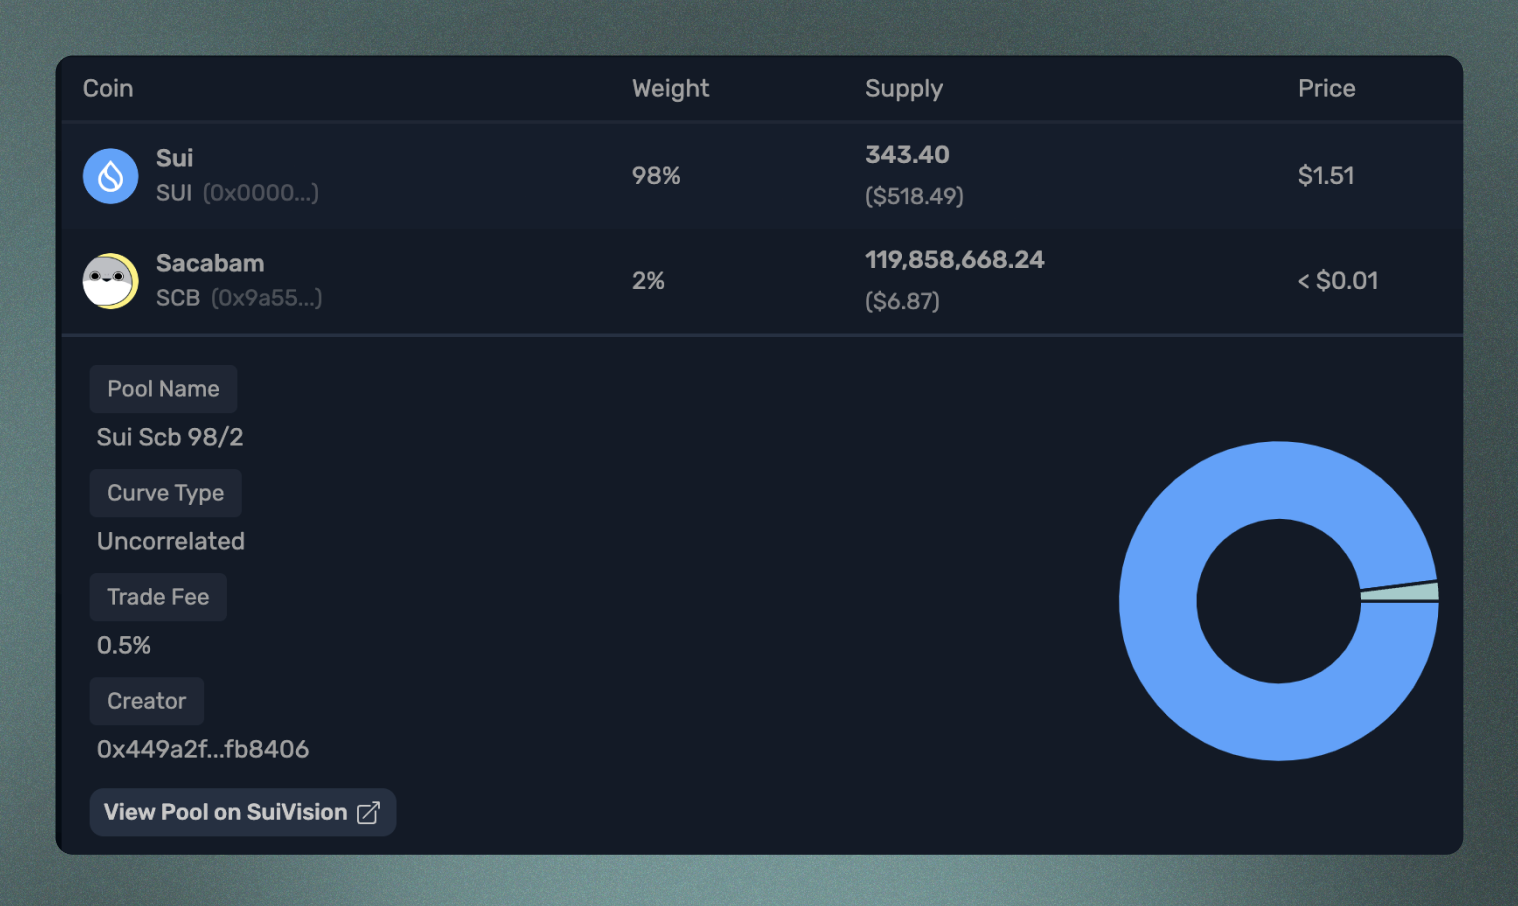 Coin Weight Supply Price
Sui
SUI (0x0000...)
98%
343.40
($518.49)
$1.51
Sacabam
SCB (0x9a55...)
2%
119,858,668.24
($6.87)
< $0.01
Pool Name
Sui Scb 98/2
Curve Type
Uncorrelated
Trade Fee
0.5%
Creator
0x449a2f...fb8406
View Pool on SuiVision